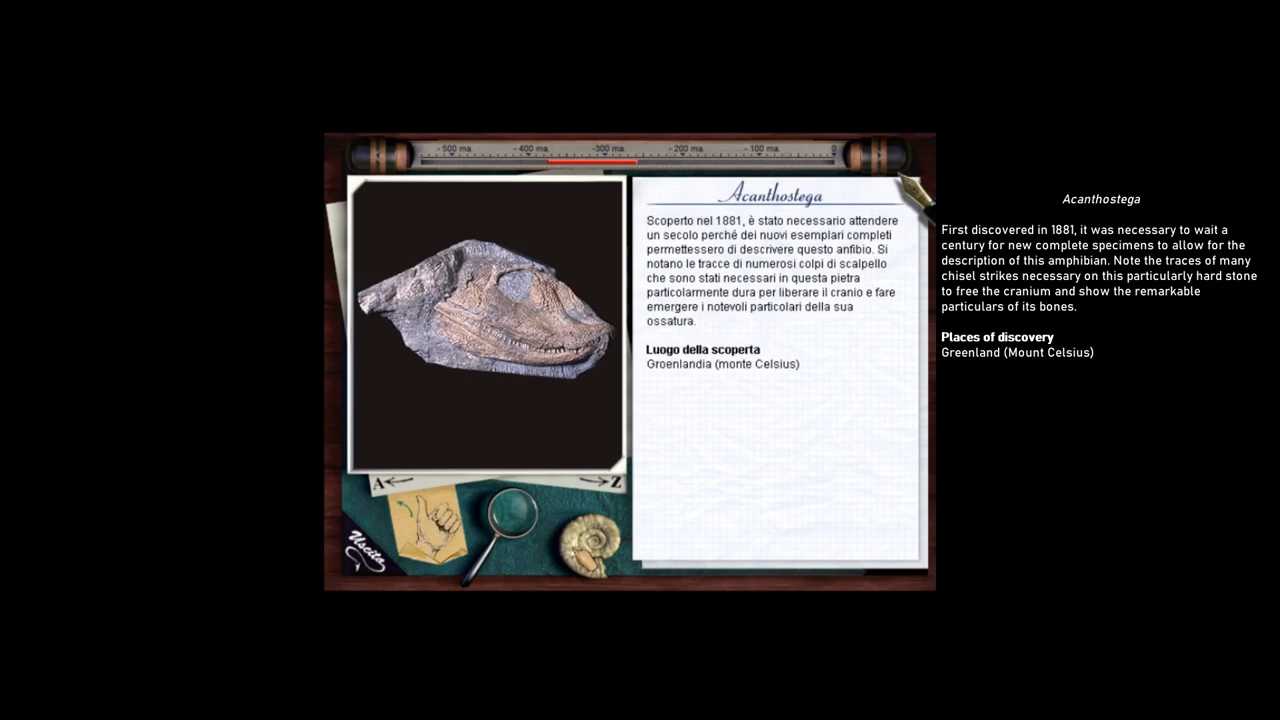 - 500 ma. - 400 ma. -300 ma. - 200 ma. - 100 ma. 0
Acanthostega
Scoperto nel 1881, è stato necessario attendere
un secolo perché dei nuovi esemplari completi
permettessero di descrivere questo anfibio. Si
notano le tracce di numerosi colpi di scalpello
che sono stati necessari in questa pietra
particolarmente dura per liberare il cranio e fare
emergere i notevoli particolari della sua
ossatura.
Luogo della scoperta
Groenlandia (monte Celsius)
A Z
Uscita
Acanthostega
First discovered in 1881, it was necessary to wait a
century for new complete specimens to allow for the
description of this amphibian. Note the traces of many
chisel strikes necessary on this particularly hard stone
to free the cranium and show the remarkable
particulars of its bones.
Places of discovery
Greenland (Mount Celsius)